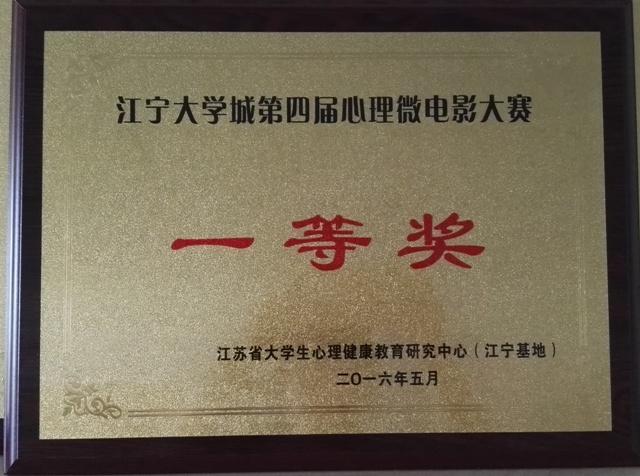 江宁大学城第四届心理微电影大赛
一等奖
江苏省大学生心理健康教育研究中心（江宁基地）
二〇一六年五月